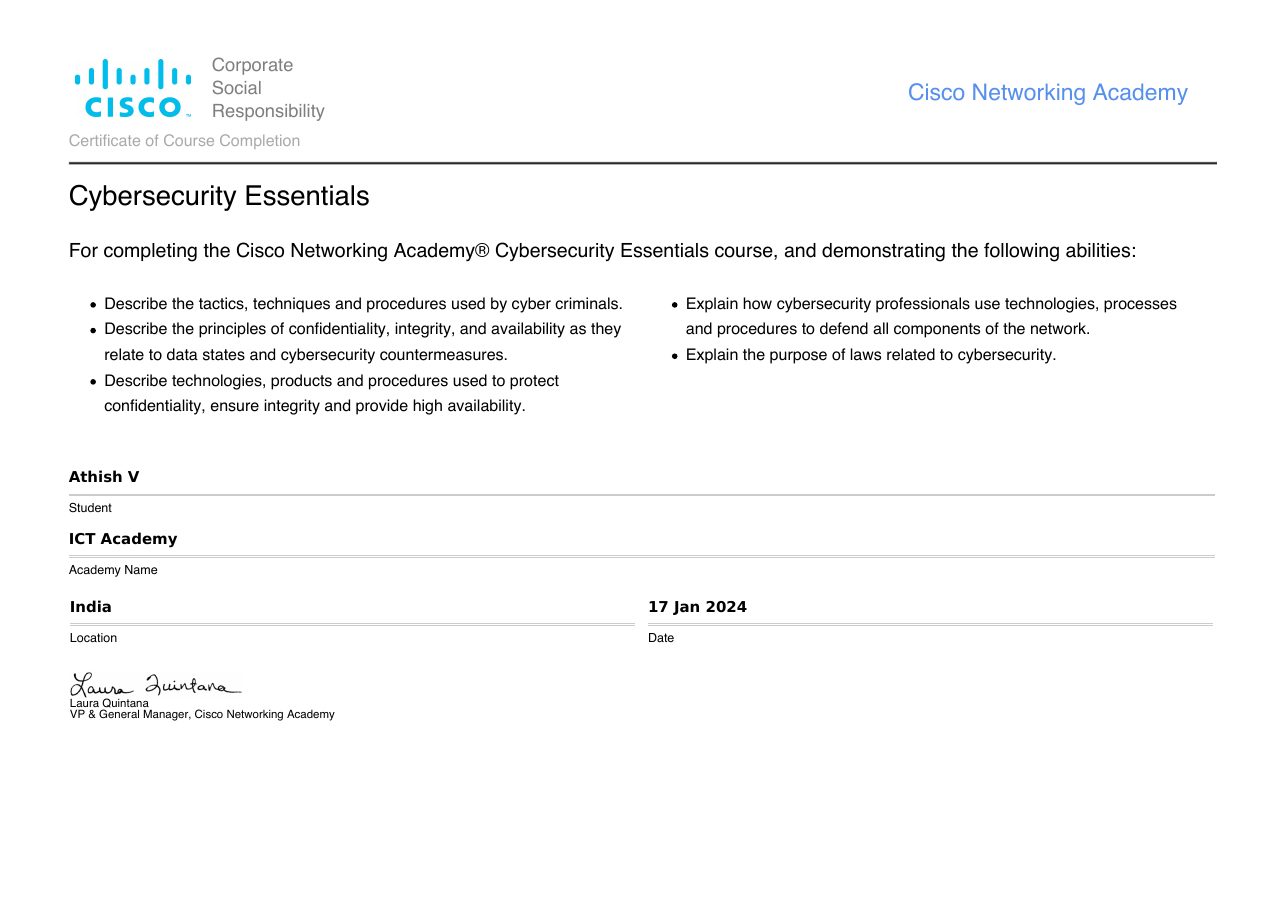 Corporate
Social
Responsibility
CISCO™
Cisco Networking Academy
Certificate of Course Completion
Cybersecurity Essentials
For completing the Cisco Networking Academy® Cybersecurity Essentials course, and demonstrating the following abilities:
• Describe the tactics, techniques and procedures used by cyber criminals.
• Describe the principles of confidentiality, integrity, and availability as they
relate to data states and cybersecurity countermeasures.
• Describe technologies, products and procedures used to protect
confidentiality, ensure integrity and provide high availability.
• Explain how cybersecurity professionals use technologies, processes
and procedures to defend all components of the network.
• Explain the purpose of laws related to cybersecurity.
Athish V
Student
ICT Academy
Academy Name
India
Location
17 Jan 2024
Date
Laura Quintana
Laura Quintana
VP & General Manager, Cisco Networking Academy